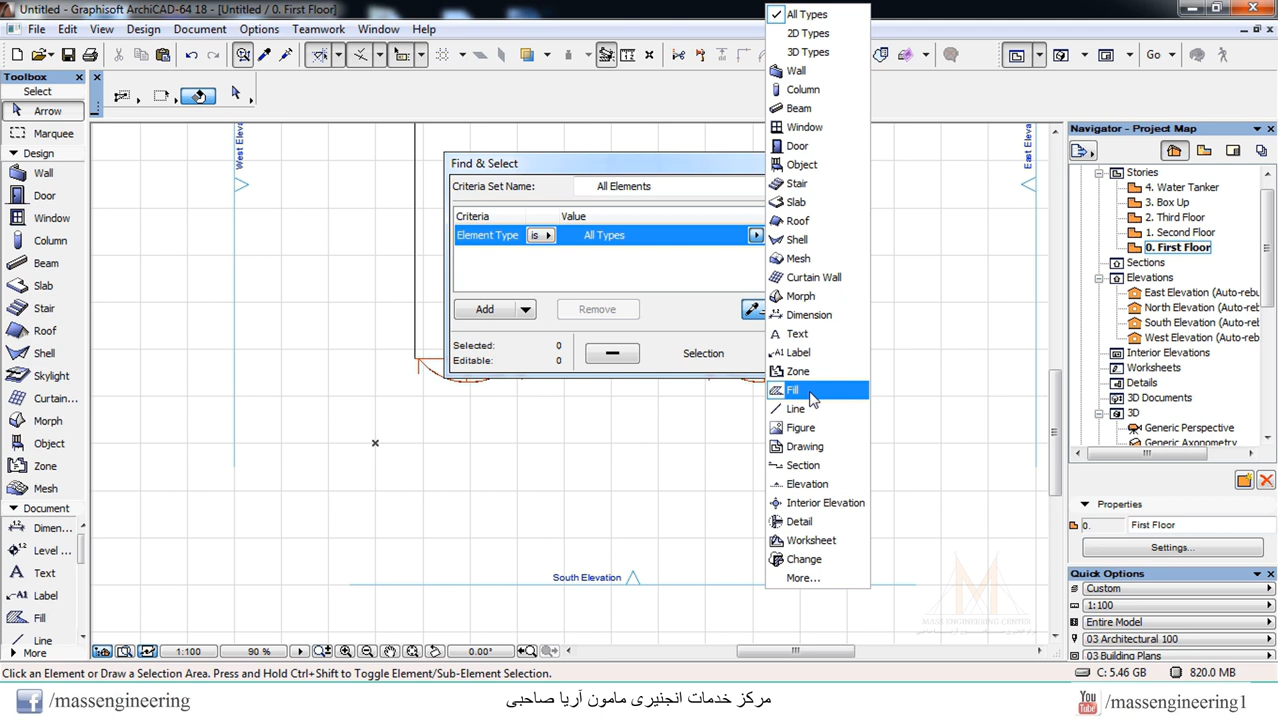 Untitled - Graphisoft ArchiCAD-64 18 - [Untitled / 0. First Floor]
File Edit View Design Document Options Teamwork Window Help
Go
Toolbox
Select
Arrow
Marquee
Design
Wall
Door
Window
Column
Beam
Slab
Stair
Roof
Shell
Skylight
Curtain...
Morph
Object
Zone
Mesh
Document
Dimen...
Level ...
Text
Label
Fill
Line
More
West Eleva
East Eleva
South Elevation
Find & Select
Criteria Set Name: All Elements
Criteria Value
Element Type is All Types
Add Remove
Selected: 0
Editable: 0
Selection
All Types
2D Types
3D Types
Wall
Column
Beam
Window
Door
Object
Stair
Slab
Roof
Shell
Mesh
Curtain Wall
Morph
Dimension
Text
Label
Zone
Fill
Line
Figure
Drawing
Section
Elevation
Interior Elevation
Detail
Worksheet
Change
More...
Navigator - Project Map
Stories
4. Water Tanker
3. Box Up
2. Third Floor
1. Second Floor
0. First Floor
Sections
Elevations
East Elevation (Auto-reb
North Elevation (Auto-reb
South Elevation (Auto-reb
West Elevation (Auto-reb
Interior Elevations
Worksheets
Details
3D Documents
3D
Generic Perspective
Generic Axonometry
Properties
0. First Floor
Settings...
Quick Options
Custom
1:100
Entire Model
03 Architectural 100
03 Building Plans
MASS ENGINEERING CENTER
1:100 90 % 0.00°
Click an Element or Draw a Selection Area. Press and Hold Ctrl+Shift to Toggle Element/Sub-Element Selection.
C: 5.46 GB 820.0 MB
/massengineering
مرکز خدمات انجنیری مامون آریا صاحبی
You Tube /massengineering1